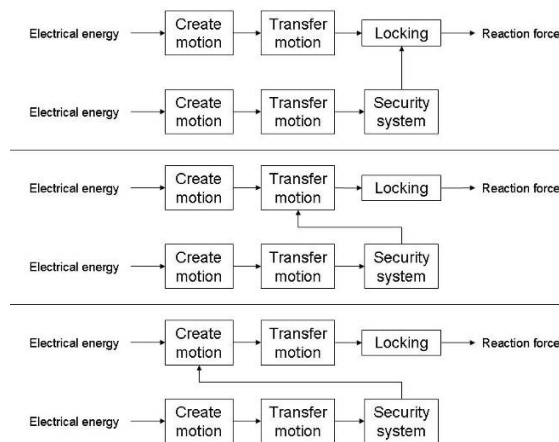 Electrical energy
Create
motion
Transfer
motion
Locking
Reaction force
Electrical energy
Create
motion
Transfer
motion
Security
system
Electrical energy
Create
motion
Transfer
motion
Locking
Reaction force
Electrical energy
Create
motion
Transfer
motion
Security
system
Electrical energy
Create
motion
Transfer
motion
Locking
Reaction force
Electrical energy
Create
motion
Transfer
motion
Security
system